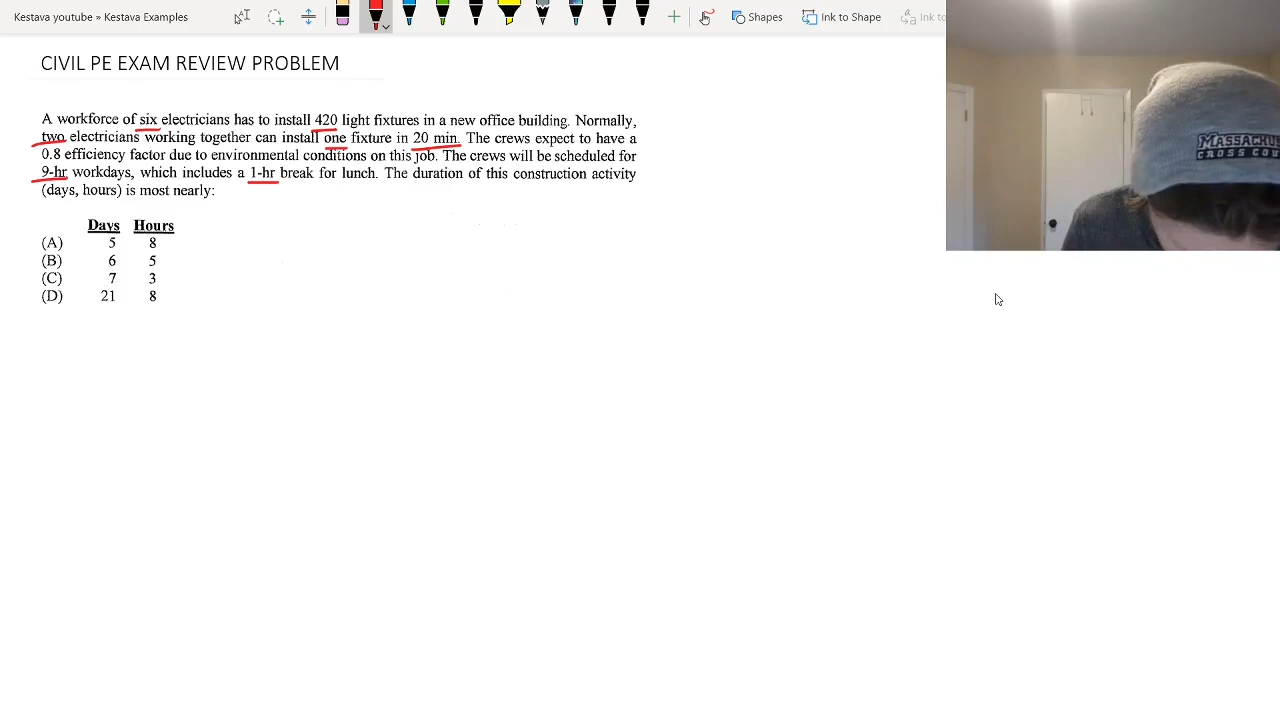 Kestava youtube » Kestava Examples
Shapes
Ink to Shape
Ink to
CIVIL PE EXAM REVIEW PROBLEM
A workforce of six electricians has to install 420 light fixtures in a new office building. Normally,
two electricians working together can install one fixture in 20 min. The crews expect to have a
0.8 efficiency factor due to environmental conditions on this job. The crews will be scheduled for
9-hr workdays, which includes a 1-hr break for lunch. The duration of this construction activity
(days, hours) is most nearly:
Days Hours
(A) 5 8
(B) 6 5
(C) 7 3
(D) 21 8
MASSACHUS
CROSS COU